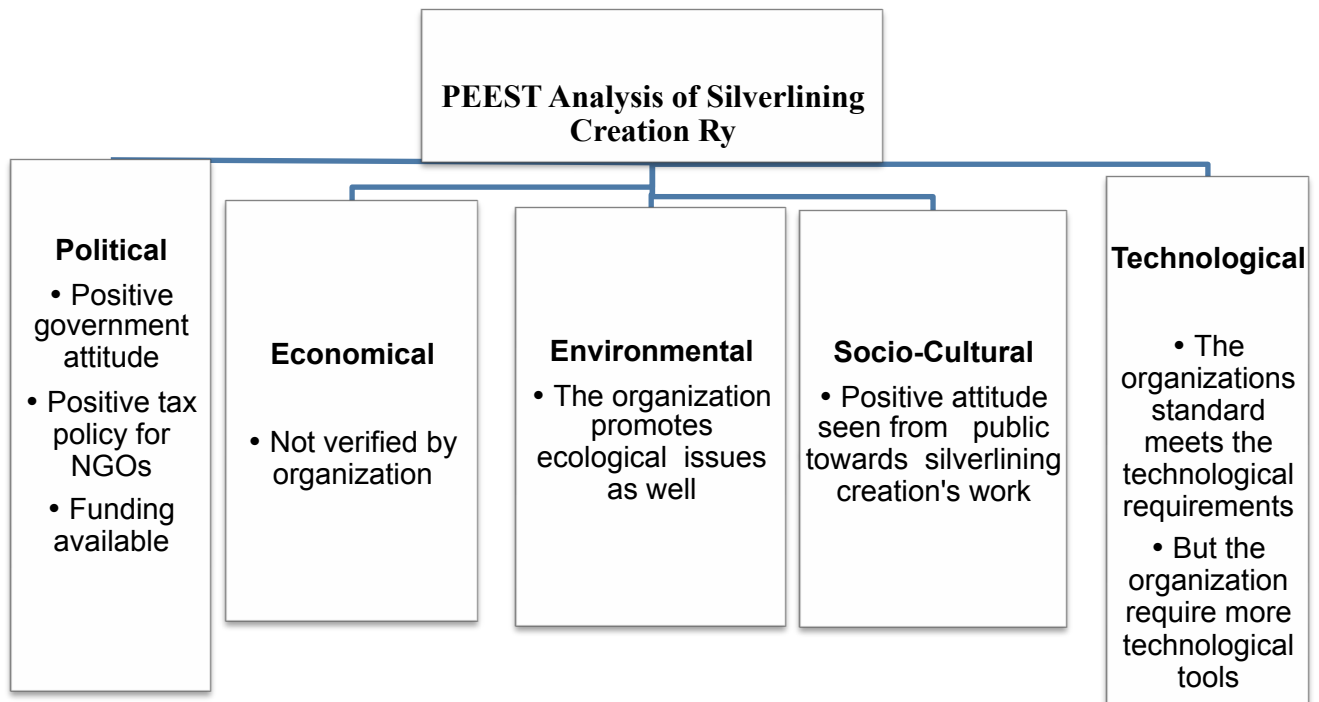 PEEST Analysis of Silverlining
Creation Ry
Political
• Positive
government
attitude
• Positive tax
policy for
NGOs
• Funding
available
Economical
• Not verified by
organization
Environmental
• The organization
promotes
ecological issues
as well
Socio-Cultural
• Positive attitude
seen from public
towards silverlining
creation's work
Technological
• The
organizations
standard
meets the
technological
requirements
• But the
organization
require more
technological
tools